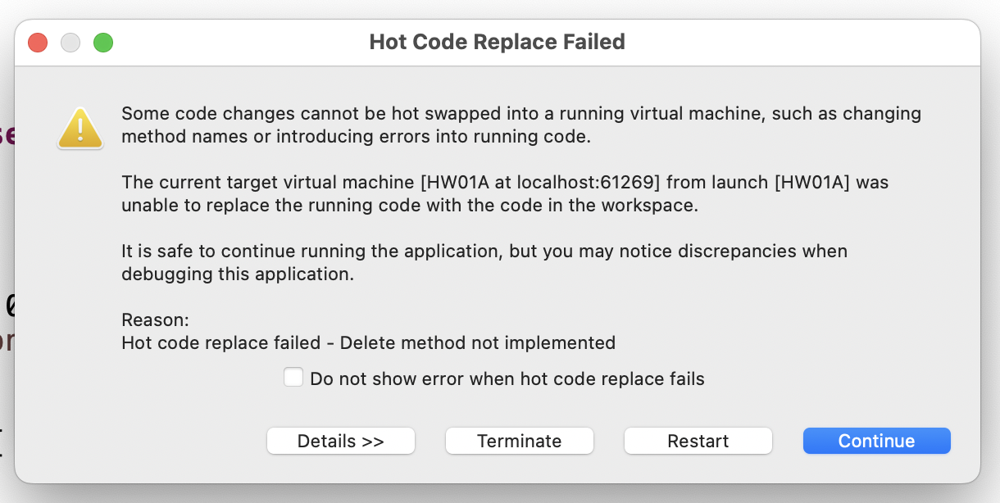 Hot Code Replace Failed
Some code changes cannot be hot swapped into a running virtual machine, such as changing
method names or introducing errors into running code.
The current target virtual machine [HW01A at localhost:61269] from launch [HW01A] was
unable to replace the running code with the code in the workspace.
It is safe to continue running the application, but you may notice discrepancies when
debugging this application.
Reason:
Hot code replace failed - Delete method not implemented
Do not show error when hot code replace fails
Details >>
Terminate
Restart
Continue